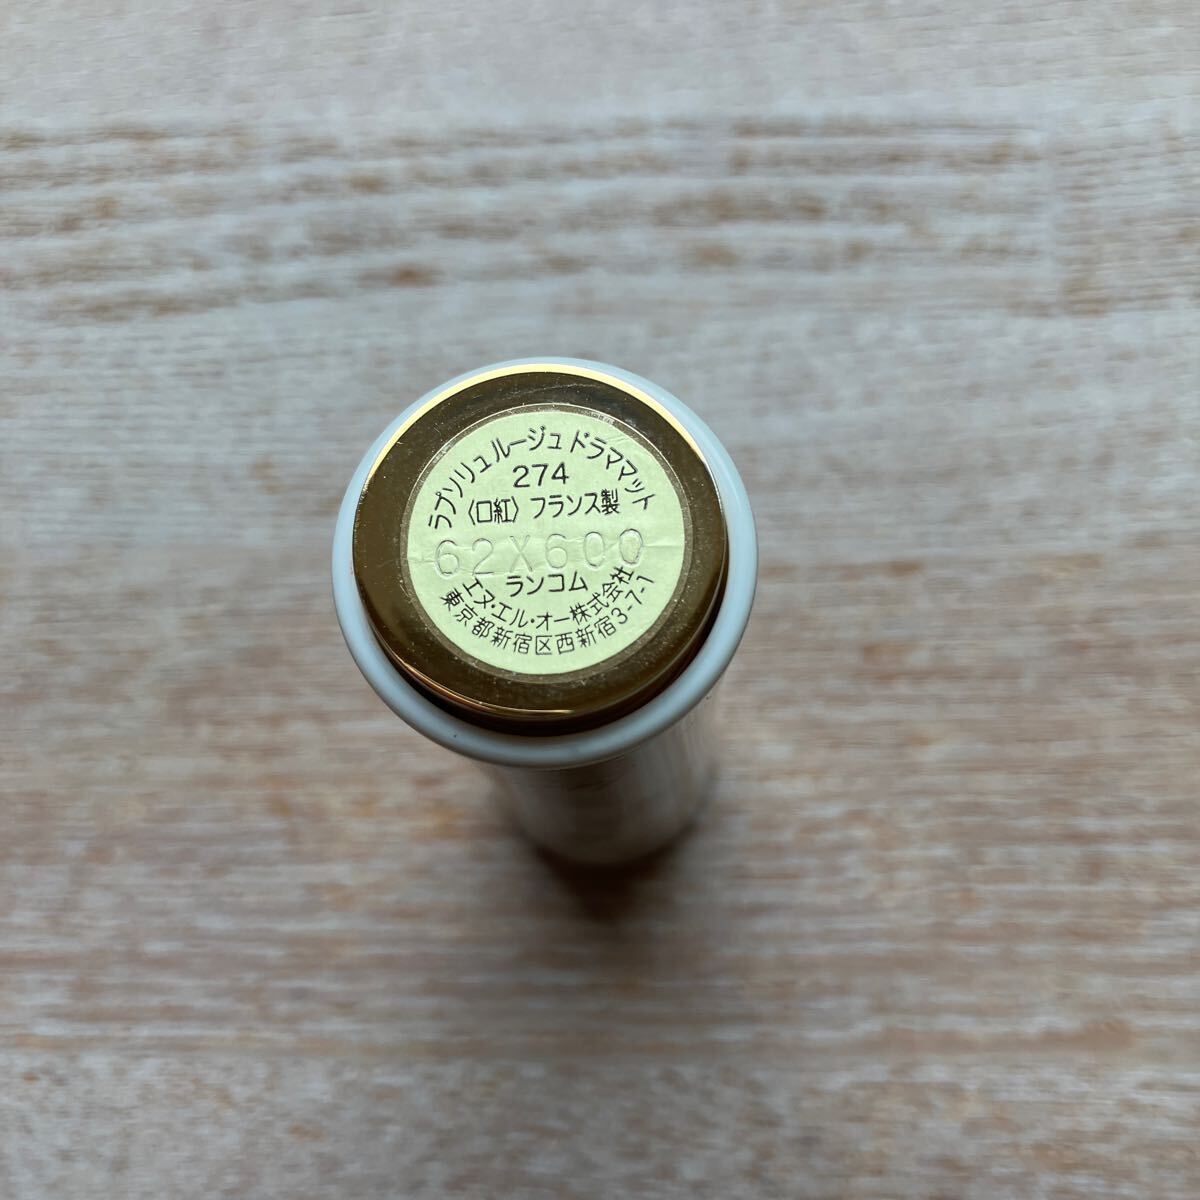 ラプソリュ ルージュ ドラママット
274
〈口紅〉 フランス製
62X600
ランコム
エヌ・エル・オー株式会社
東京都新宿区西新宿3-7-1